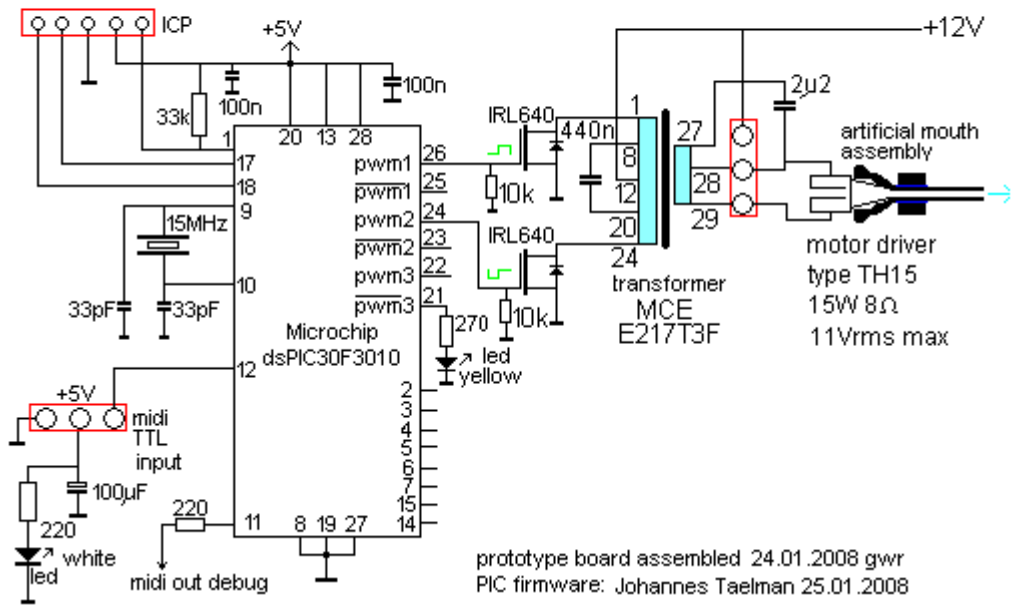 ICP
+5V
+12V
100n
100n
33k
2µ2
IRL640
440n
1
8
12
20
24
27
28
29
artificial mouth
assembly
1
17
18
9
10
12
11
20 13 28
pwm1
pwm1
pwm2
pwm2
pwm3
pwm3
26
25
24
23
22
21
10k
IRL640
10k
15MHz
33pF
33pF
Microchip
dsPIC30F3010
270
led
yellow
transformer
MCE
E217T3F
motor driver
type TH15
15W 8Ω
11Vrms max
+5V
midi
TTL
input
100µF
220
white
led
220
midi out debug
2
3
4
5
6
7
15
14
8 19 27
prototype board assembled 24.01.2008 gwr
PIC firmware: Johannes Taelman 25.01.2008